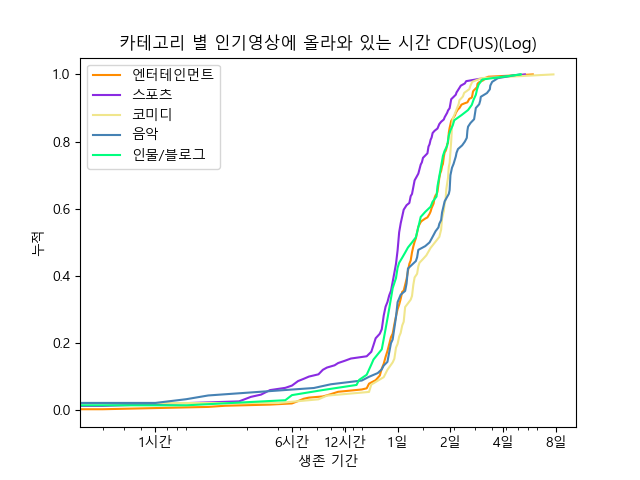 카테고리 별 인기영상에 올라와 있는 시간 CDF(US)(Log)
엔터테인먼트
스포츠
코미디
음악
인물/블로그
1.0
0.8
0.6
0.4
0.2
0.0
누적
1시간 6시간 12시간 1일 2일 4일 8일
생존 기간